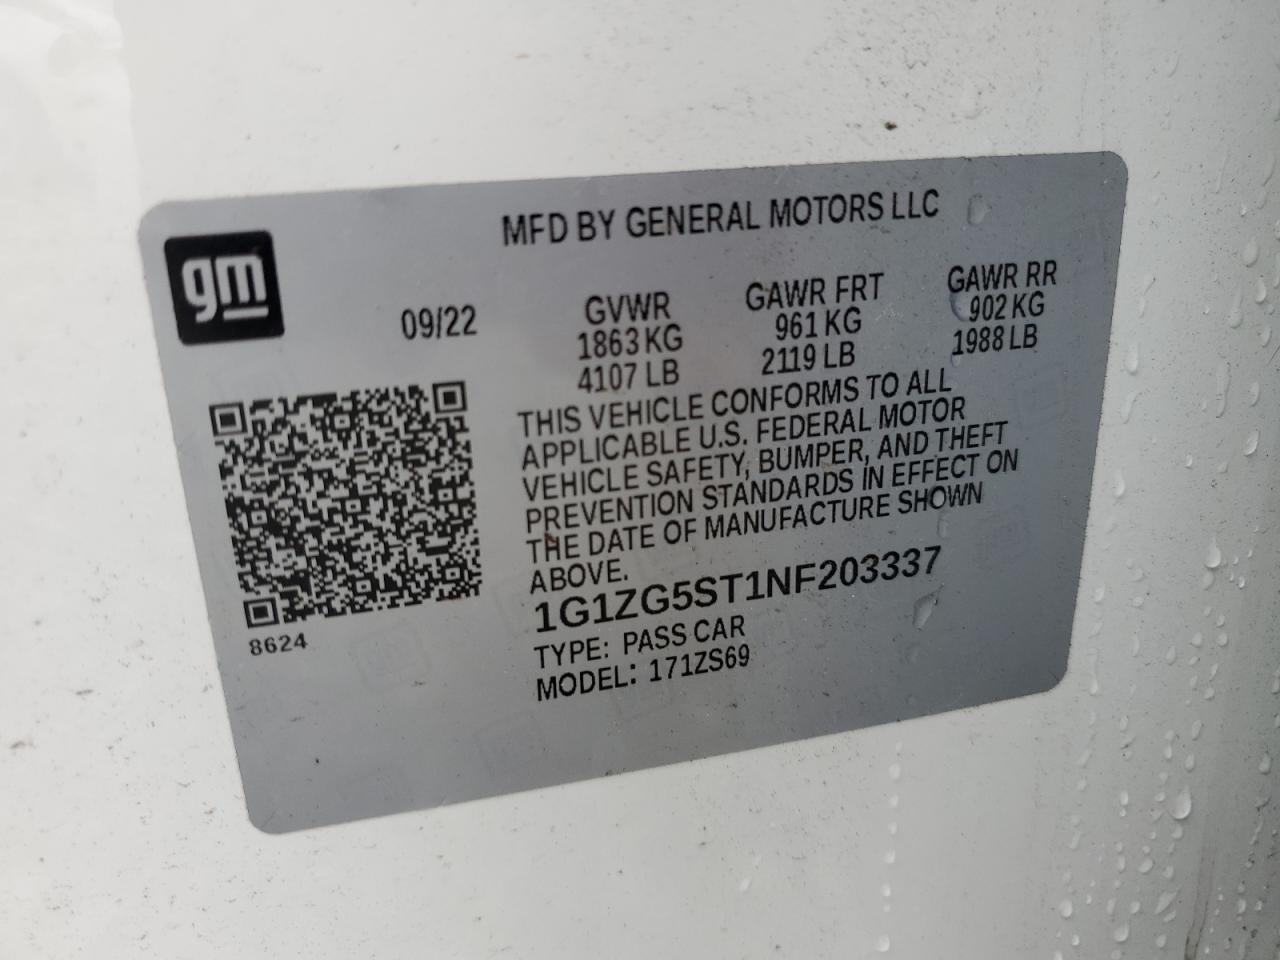 gm
MFD BY GENERAL MOTORS LLC
09/22
GVWR
1863 KG
4107 LB
GAWR FRT
961 KG
2119 LB
GAWR RR
902 KG
1988 LB
THIS VEHICLE CONFORMS TO ALL
APPLICABLE U.S. FEDERAL MOTOR
VEHICLE SAFETY, BUMPER, AND THEFT
PREVENTION STANDARDS IN EFFECT ON
THE DATE OF MANUFACTURE SHOWN
ABOVE.
1G1ZG5ST1NF203337
TYPE: PASS CAR
MODEL: 171ZS69
8624